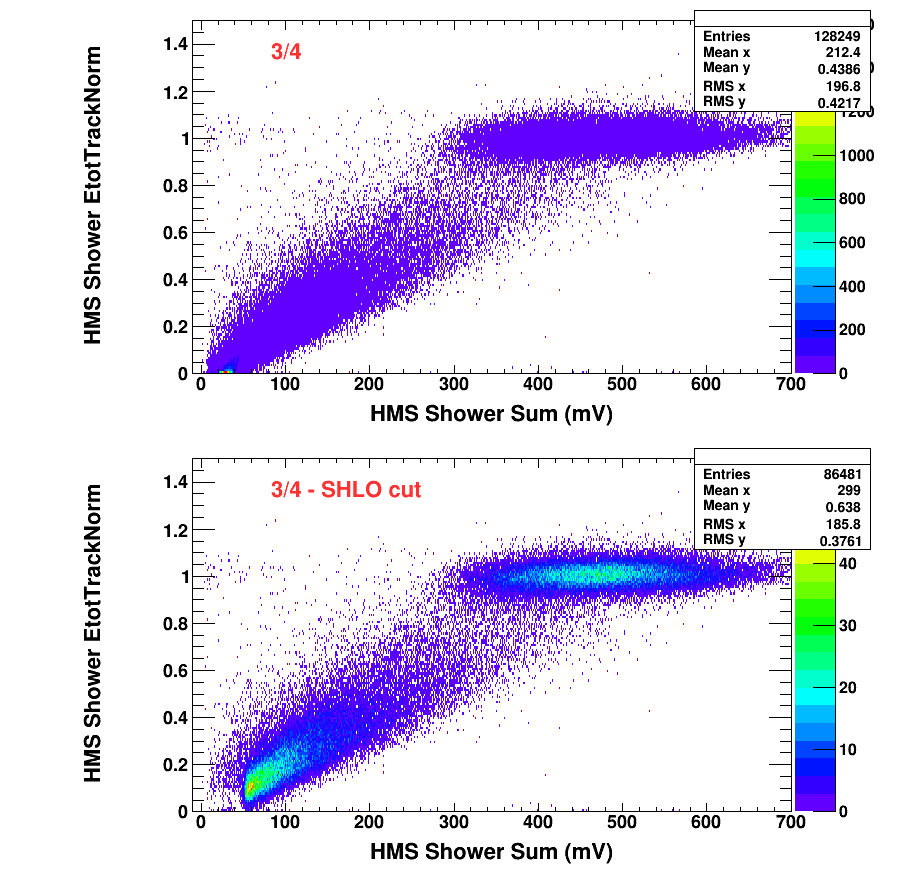 3/4
Entries 128249
Mean x 212.4
Mean y 0.4386
RMS x 196.8
RMS y 0.4217
HMS Shower EtotTrackNorm
1.4
1.2
1
0.8
0.6
0.4
0.2
0
0 100 200 300 400 500 600 700
HMS Shower Sum (mV)
1200
1000
800
600
400
200
0
3/4 - SHLO cut
Entries 86481
Mean x 299
Mean y 0.638
RMS x 185.8
RMS y 0.3761
HMS Shower EtotTrackNorm
1.4
1.2
1
0.8
0.6
0.4
0.2
0
0 100 200 300 400 500 600 700
HMS Shower Sum (mV)
40
30
20
10
0